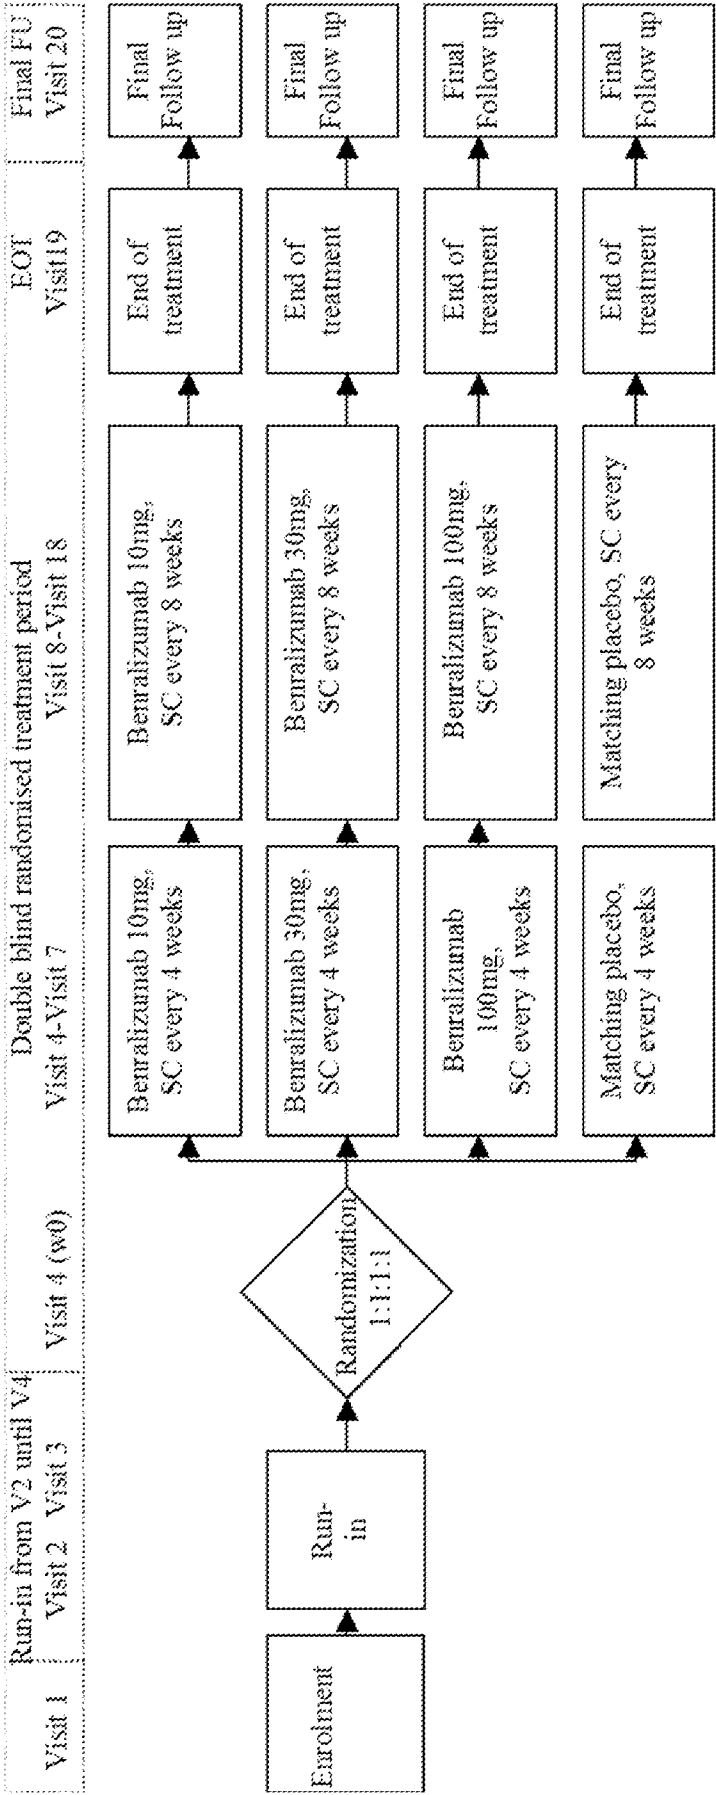 Visit 1
Run-in from V2 until V4
Visit 2 Visit 3
Double blind randomised treatment period
Visit 4 (w0)
Visit 4-Visit 7
Visit 8-Visit 18
EOT
Visit19
Final FU
Visit 20
Enrolment
Run-
in
Randomization
1:1:1:1
Benralizumab 10mg,
SC every 4 weeks
Benralizumab 10mg,
SC every 8 weeks
End of
treatment
Final
Follow up
Benralizumab 30mg,
SC every 4 weeks
Benralizumab 30mg,
SC every 8 weeks
End of
treatment
Final
Follow up
Benralizumab
100mg,
SC every 4 weeks
Benralizumab 100mg,
SC every 8 weeks
End of
treatment
Final
Follow up
Matching placebo,
SC every 4 weeks
Matching placebo, SC every
8 weeks
End of
treatment
Final
Follow up